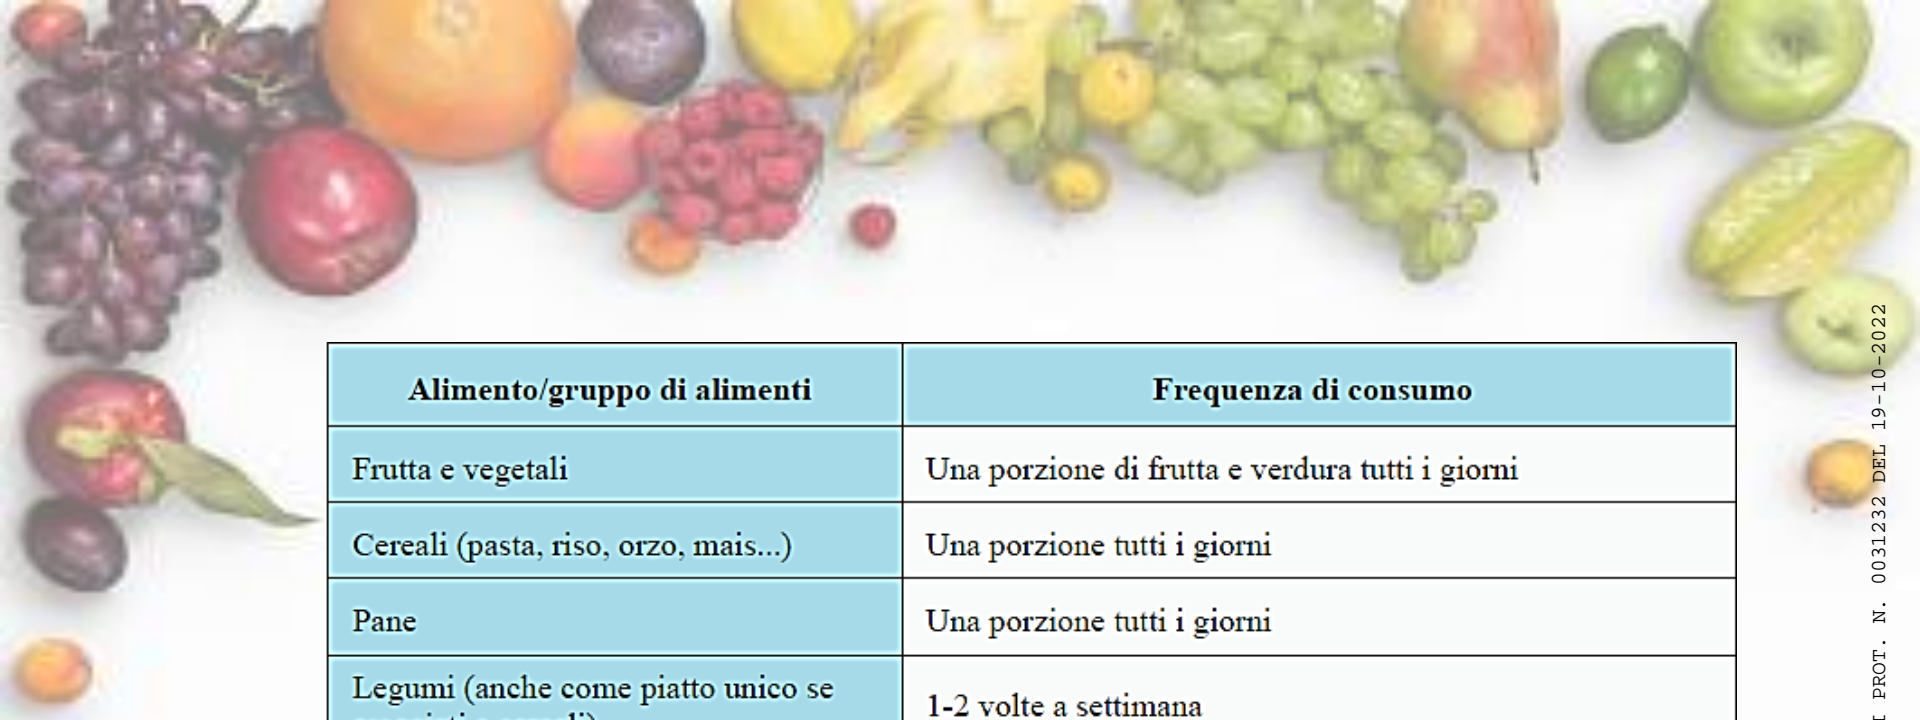 Alimento/gruppo di alimenti Frequenza di consumo
Frutta e vegetali Una porzione di frutta e verdura tutti i giorni
Cereali (pasta, riso, orzo, mais...) Una porzione tutti i giorni
Pane Una porzione tutti i giorni
Legumi (anche come piatto unico se
1-2 volte a settimana
PROT. N. 0031232 DEL 19-10-2022